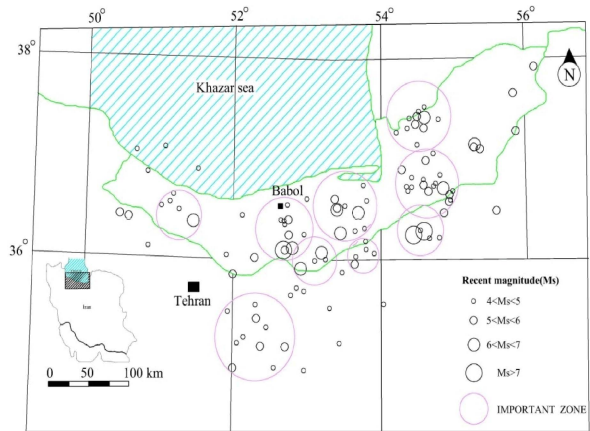 50°
52°
54°
56°
38°
N
Khazar sea
Babol
36°
Tehran
Iran
0 50 100 km
Recent magnitude(Ms)
4<Ms<5
5<Ms<6
6<Ms<7
Ms>7
IMPORTANT ZONE